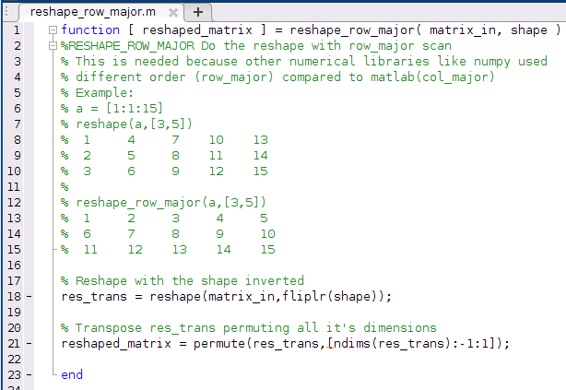 reshape_row_major.m × +
1 function [ reshaped_matrix ] = reshape_row_major( matrix_in, shape )
2 %RESHAPE_ROW_MAJOR Do the reshape with row_major scan
3 % This is needed because other numerical libraries like numpy used
4 % different order (row_major) compared to matlab(col_major)
5 % Example:
6 % a = [1:1:15]
7 % reshape(a,[3,5])
8 % 1 4 7 10 13
9 % 2 5 8 11 14
10 % 3 6 9 12 15
11 %
12 % reshape_row_major(a,[3,5])
13 % 1 2 3 4 5
14 % 6 7 8 9 10
15 % 11 12 13 14 15
16
17 % Reshape with the shape inverted
18 - res_trans = reshape(matrix_in,fliplr(shape));
19
20 % Transpose res_trans permuting all it's dimensions
21 - reshaped_matrix = permute(res_trans,[ndims(res_trans):-1:1]);
22
23 - end